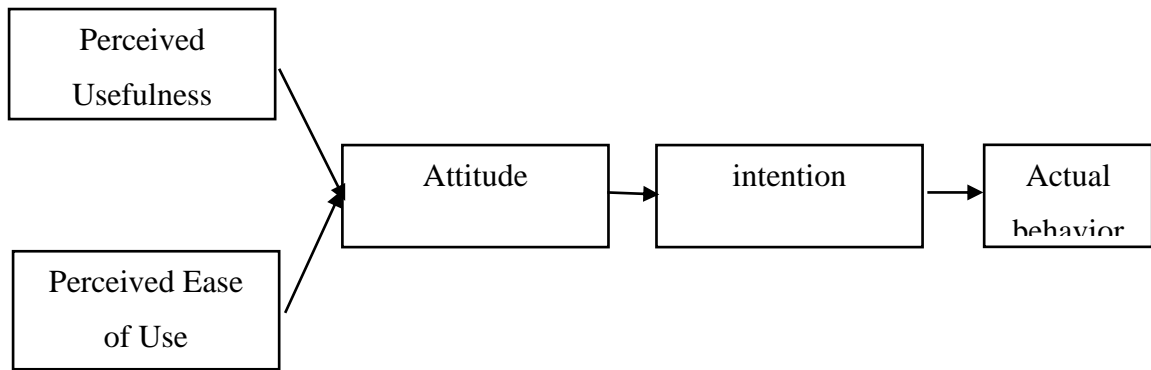 Perceived
Usefulness
Attitude
intention
Actual
behavior
Perceived Ease
of Use